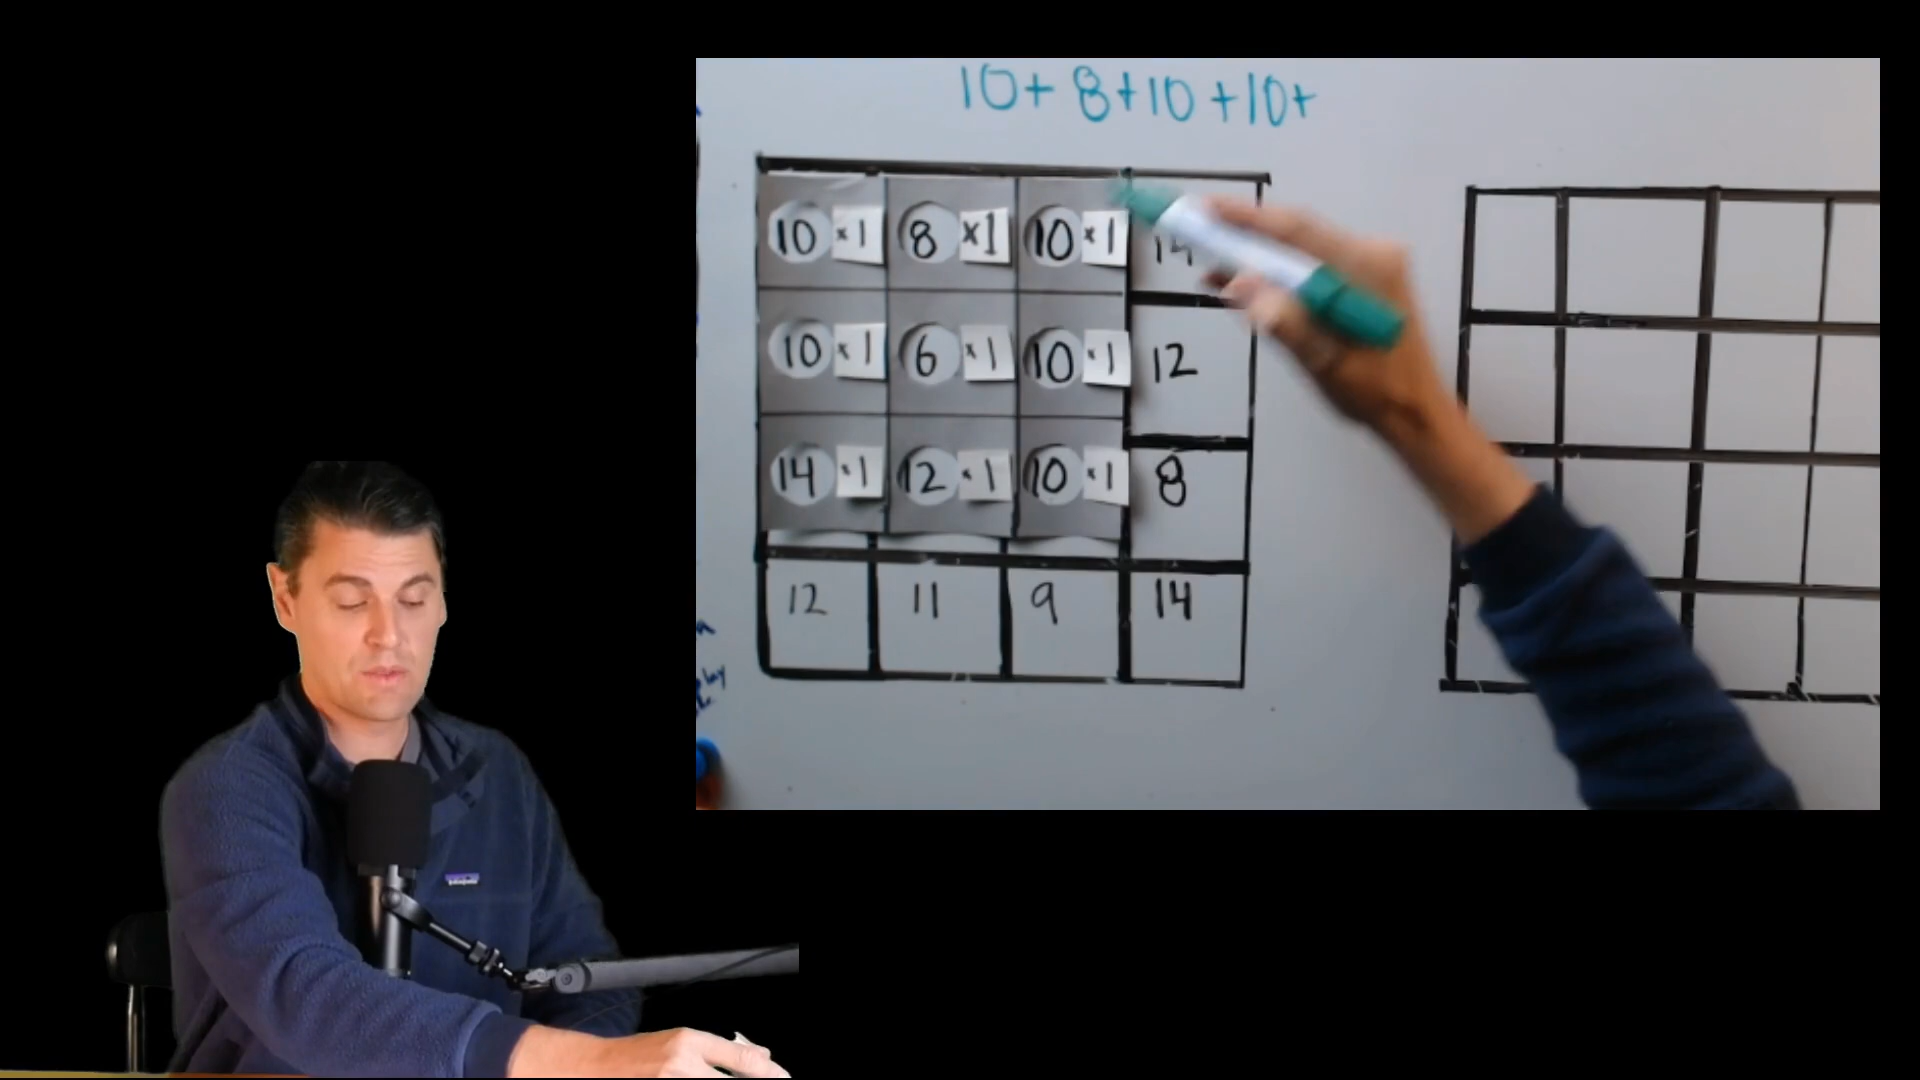 10+ 8+10 +10+
10 ×1 8 ×1 10 ×1 14
10 ×1 6 ×1 10 ×1 12
14 ×1 12 ×1 10 ×1 8
12 11 9 14